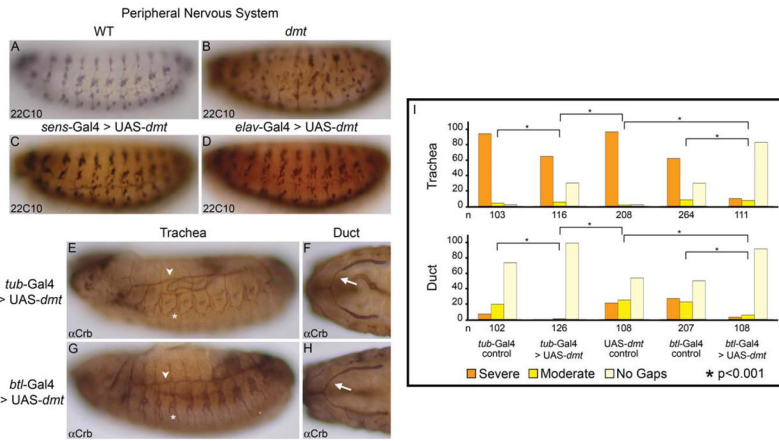 Peripheral Nervous System
WT
dmt
A
B
22C10
22C10
sens-Gal4 > UAS-dmt
elav-Gal4 > UAS-dmt
C
D
22C10
22C10
Trachea
Duct
E
F
tub-Gal4
> UAS-dmt
αCrb
αCrb
G
H
btl-Gal4
> UAS-dmt
αCrb
αCrb
I
* * * *
Trachea
100
80
60
40
20
0
n 103 116 208 264 111
* * * *
Duct
100
80
60
40
20
0
n 102 126 108 207 108
tub-Gal4 control
tub-Gal4 > UAS-dmt
UAS-dmt control
btl-Gal4 control
btl-Gal4 > UAS-dmt
Severe Moderate No Gaps * p<0.001